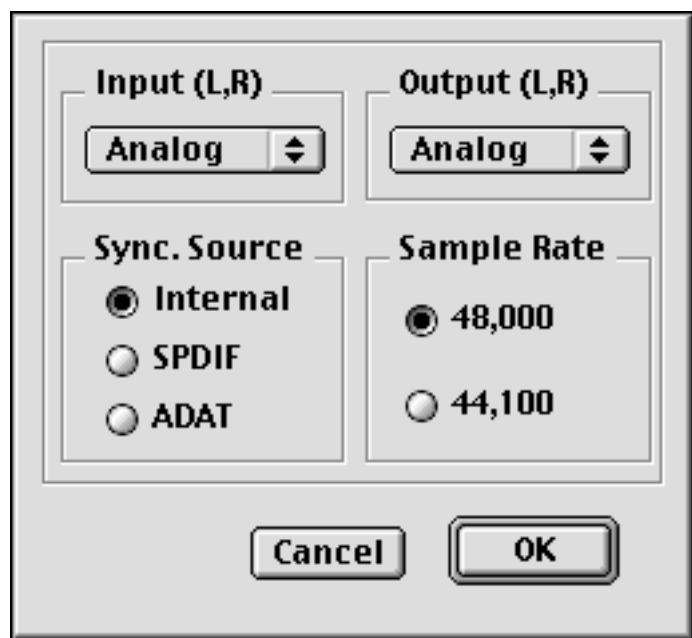 Input (L,R)
Analog
Output (L,R)
Analog
Sync. Source
Internal
SPDIF
ADAT
Sample Rate
48,000
44,100
Cancel
OK